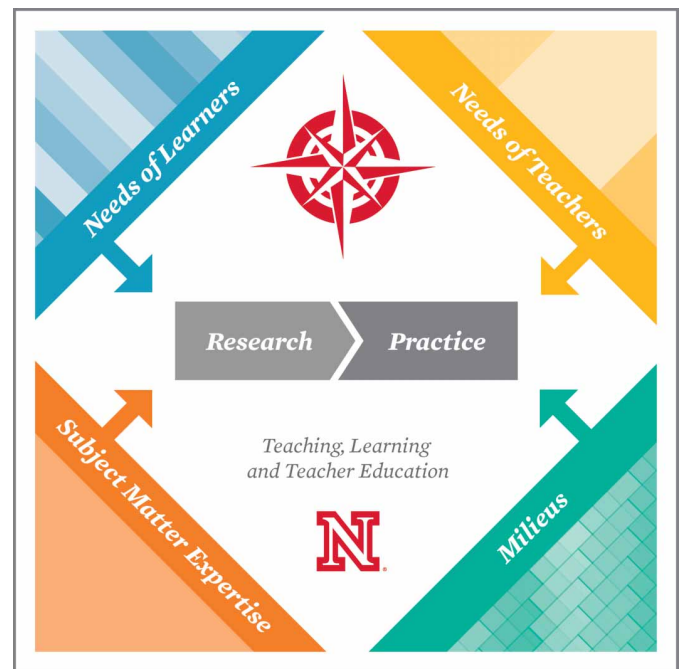 Needs of Learners
Needs of Teachers
Research
Practice
Teaching, Learning
and Teacher Education
N
Subject Matter Expertise
Milieus